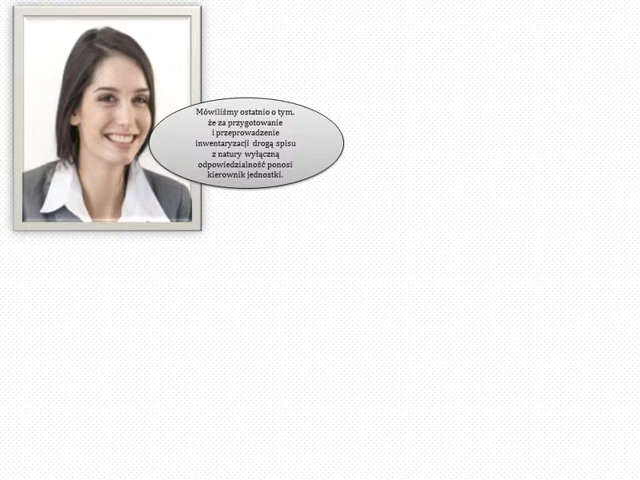 Mówiliśmy ostatnio o tym,
że za przygotowanie
i przeprowadzenie
inwentaryzacji drogą spisu
z natury wyłączną
odpowiedzialność ponosi
kierownik jednostki.